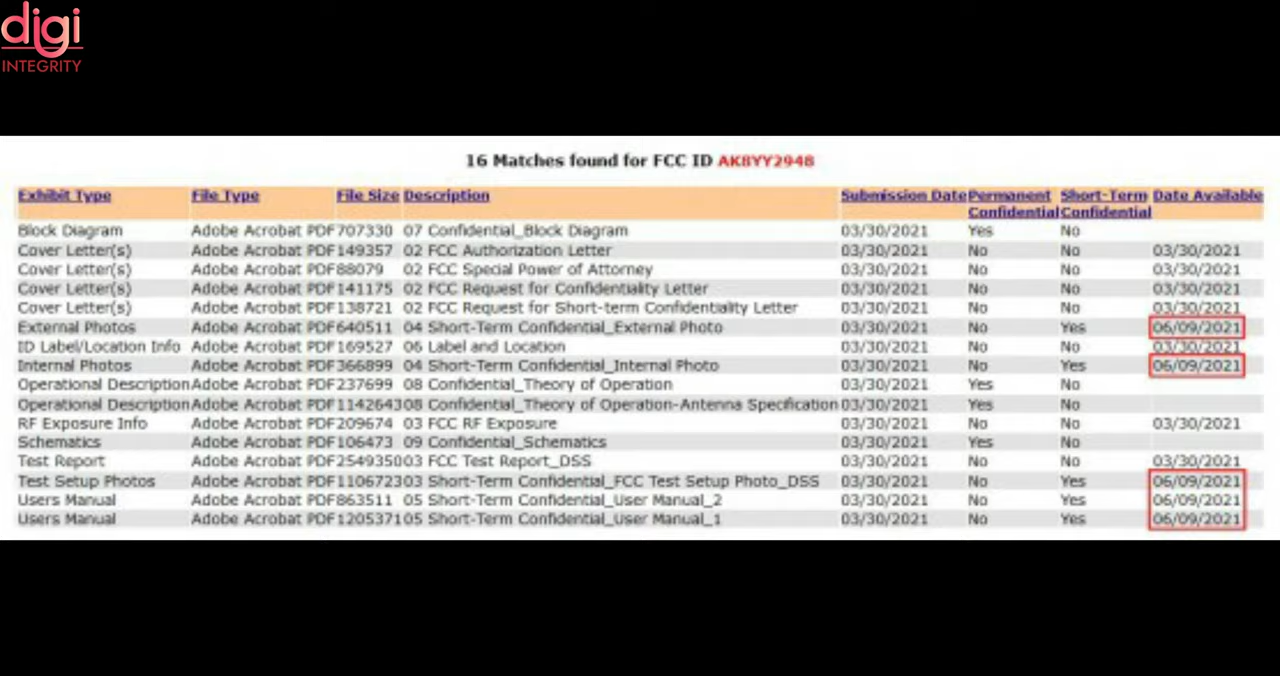 digi
INTEGRITY
16 Matches found for FCC ID AK8YY2948
Exhibit Type File Type File Size Description Submission Date Permanent Confidential Short-Term Confidential Date Available
Block Diagram Adobe Acrobat PDF 707330 07 Confidential_Block Diagram 03/30/2021 Yes No
Cover Letter(s) Adobe Acrobat PDF 149357 02 FCC Authorization Letter 03/30/2021 No No 03/30/2021
Cover Letter(s) Adobe Acrobat PDF 88079 02 FCC Special Power of Attorney 03/30/2021 No No 03/30/2021
Cover Letter(s) Adobe Acrobat PDF 141175 02 FCC Request for Confidentiality Letter 03/30/2021 No No 03/30/2021
Cover Letter(s) Adobe Acrobat PDF 138721 02 FCC Request for Short-term Confidentiality Letter 03/30/2021 No No 03/30/2021
External Photos Adobe Acrobat PDF 640511 04 Short-Term Confidential_External Photo 03/30/2021 No Yes 06/09/2021
ID Label/Location Info Adobe Acrobat PDF 169527 06 Label and Location 03/30/2021 No No 03/30/2021
Internal Photos Adobe Acrobat PDF 366899 04 Short-Term Confidential_Internal Photo 03/30/2021 No Yes 06/09/2021
Operational Description Adobe Acrobat PDF 237699 08 Confidential_Theory of Operation 03/30/2021 Yes No
Operational Description Adobe Acrobat PDF 1142643 08 Confidential_Theory of Operation-Antenna Specification 03/30/2021 Yes No
RF Exposure Info Adobe Acrobat PDF 209674 03 FCC RF Exposure 03/30/2021 No No 03/30/2021
Schematics Adobe Acrobat PDF 106473 09 Confidential_Schematics 03/30/2021 Yes No
Test Report Adobe Acrobat PDF 2549350 03 FCC Test Report_DSS 03/30/2021 No No 03/30/2021
Test Setup Photos Adobe Acrobat PDF 1106723 03 Short-Term Confidential_FCC Test Setup Photo_DSS 03/30/2021 No Yes 06/09/2021
Users Manual Adobe Acrobat PDF 863511 05 Short-Term Confidential_User Manual_2 03/30/2021 No Yes 06/09/2021
Users Manual Adobe Acrobat PDF 1205371 05 Short-Term Confidential_User Manual_1 03/30/2021 No Yes 06/09/2021